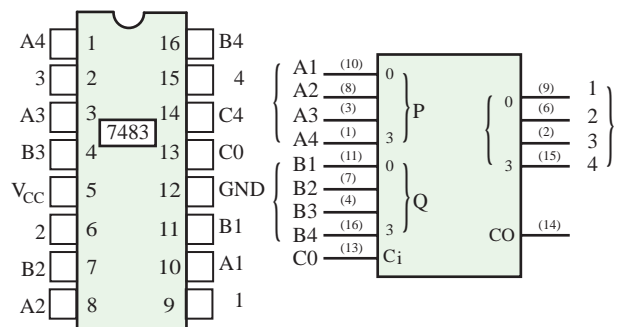 A4 1 16 B4
3 2 15 4
A3 3 14 C4
7483
B3 4 13 C0
VCC 5 12 GND
2 6 11 B1
B2 7 10 A1
A2 8 9 1
A1 (10) 0
A2 (8)
A3 (3) P
A4 (1) 3
B1 (11) 0
B2 (7)
B3 (4) Q
B4 (16) 3
C0 (13) Ci
0 (9) 1
(6) 2
(2) 3
3 (15) 4
CO (14)